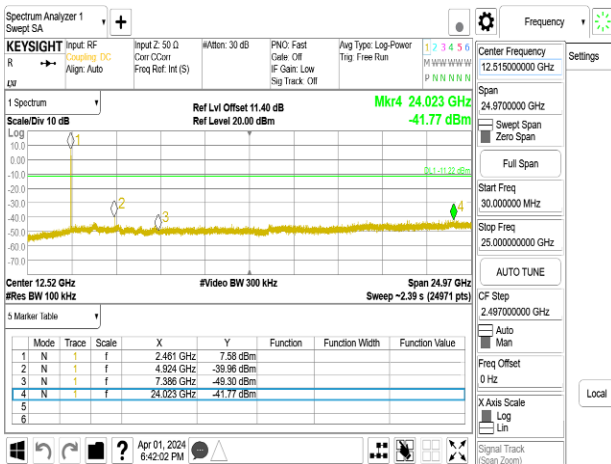 Spectrum Analyzer 1
Swept SA
+
Frequency
KEYSIGHT
R
Input: RF
Coupling: DC
Align: Auto
Input Z: 50 Ω
Corr CCorr
Freq Ref: Int (S)
#Atten: 30 dB
PNO: Fast
Gate: Off
IF Gain: Low
Sig Track: Off
Avg Type: Log-Power
Trig: Free Run
1 2 3 4 5 6
M W W W W W
P N N N N N
1 Spectrum
Scale/Div 10 dB
Ref Lvl Offset 11.40 dB
Ref Level 20.00 dBm
Mkr4 24.023 GHz
-41.77 dBm
Log
10.0
0.00
-10.0
-20.0
-30.0
-40.0
-50.0
-60.0
-70.0
1
2
3
4
DL1 -11.32 dBm
Center 12.52 GHz
#Res BW 100 kHz
#Video BW 300 kHz
Span 24.97 GHz
Sweep ~2.39 s (24971 pts)
5 Marker Table
Mode Trace Scale X Y Function Function Width Function Value
1 N 1 f 2.461 GHz 7.58 dBm
2 N 1 f 4.924 GHz -39.96 dBm
3 N 1 f 7.386 GHz -49.30 dBm
4 N 1 f 24.023 GHz -41.77 dBm
5
6
?
Apr 01, 2024
6:42:02 PM
Center Frequency
12.515000000 GHz
Span
24.9700000 GHz
Swept Span
Zero Span
Full Span
Start Freq
30.000000 MHz
Stop Freq
25.000000000 GHz
AUTO TUNE
CF Step
2.497000000 GHz
Auto
Man
Freq Offset
0 Hz
X Axis Scale
Log
Lin
Signal Track
(Span Zoom)
Settings
Local